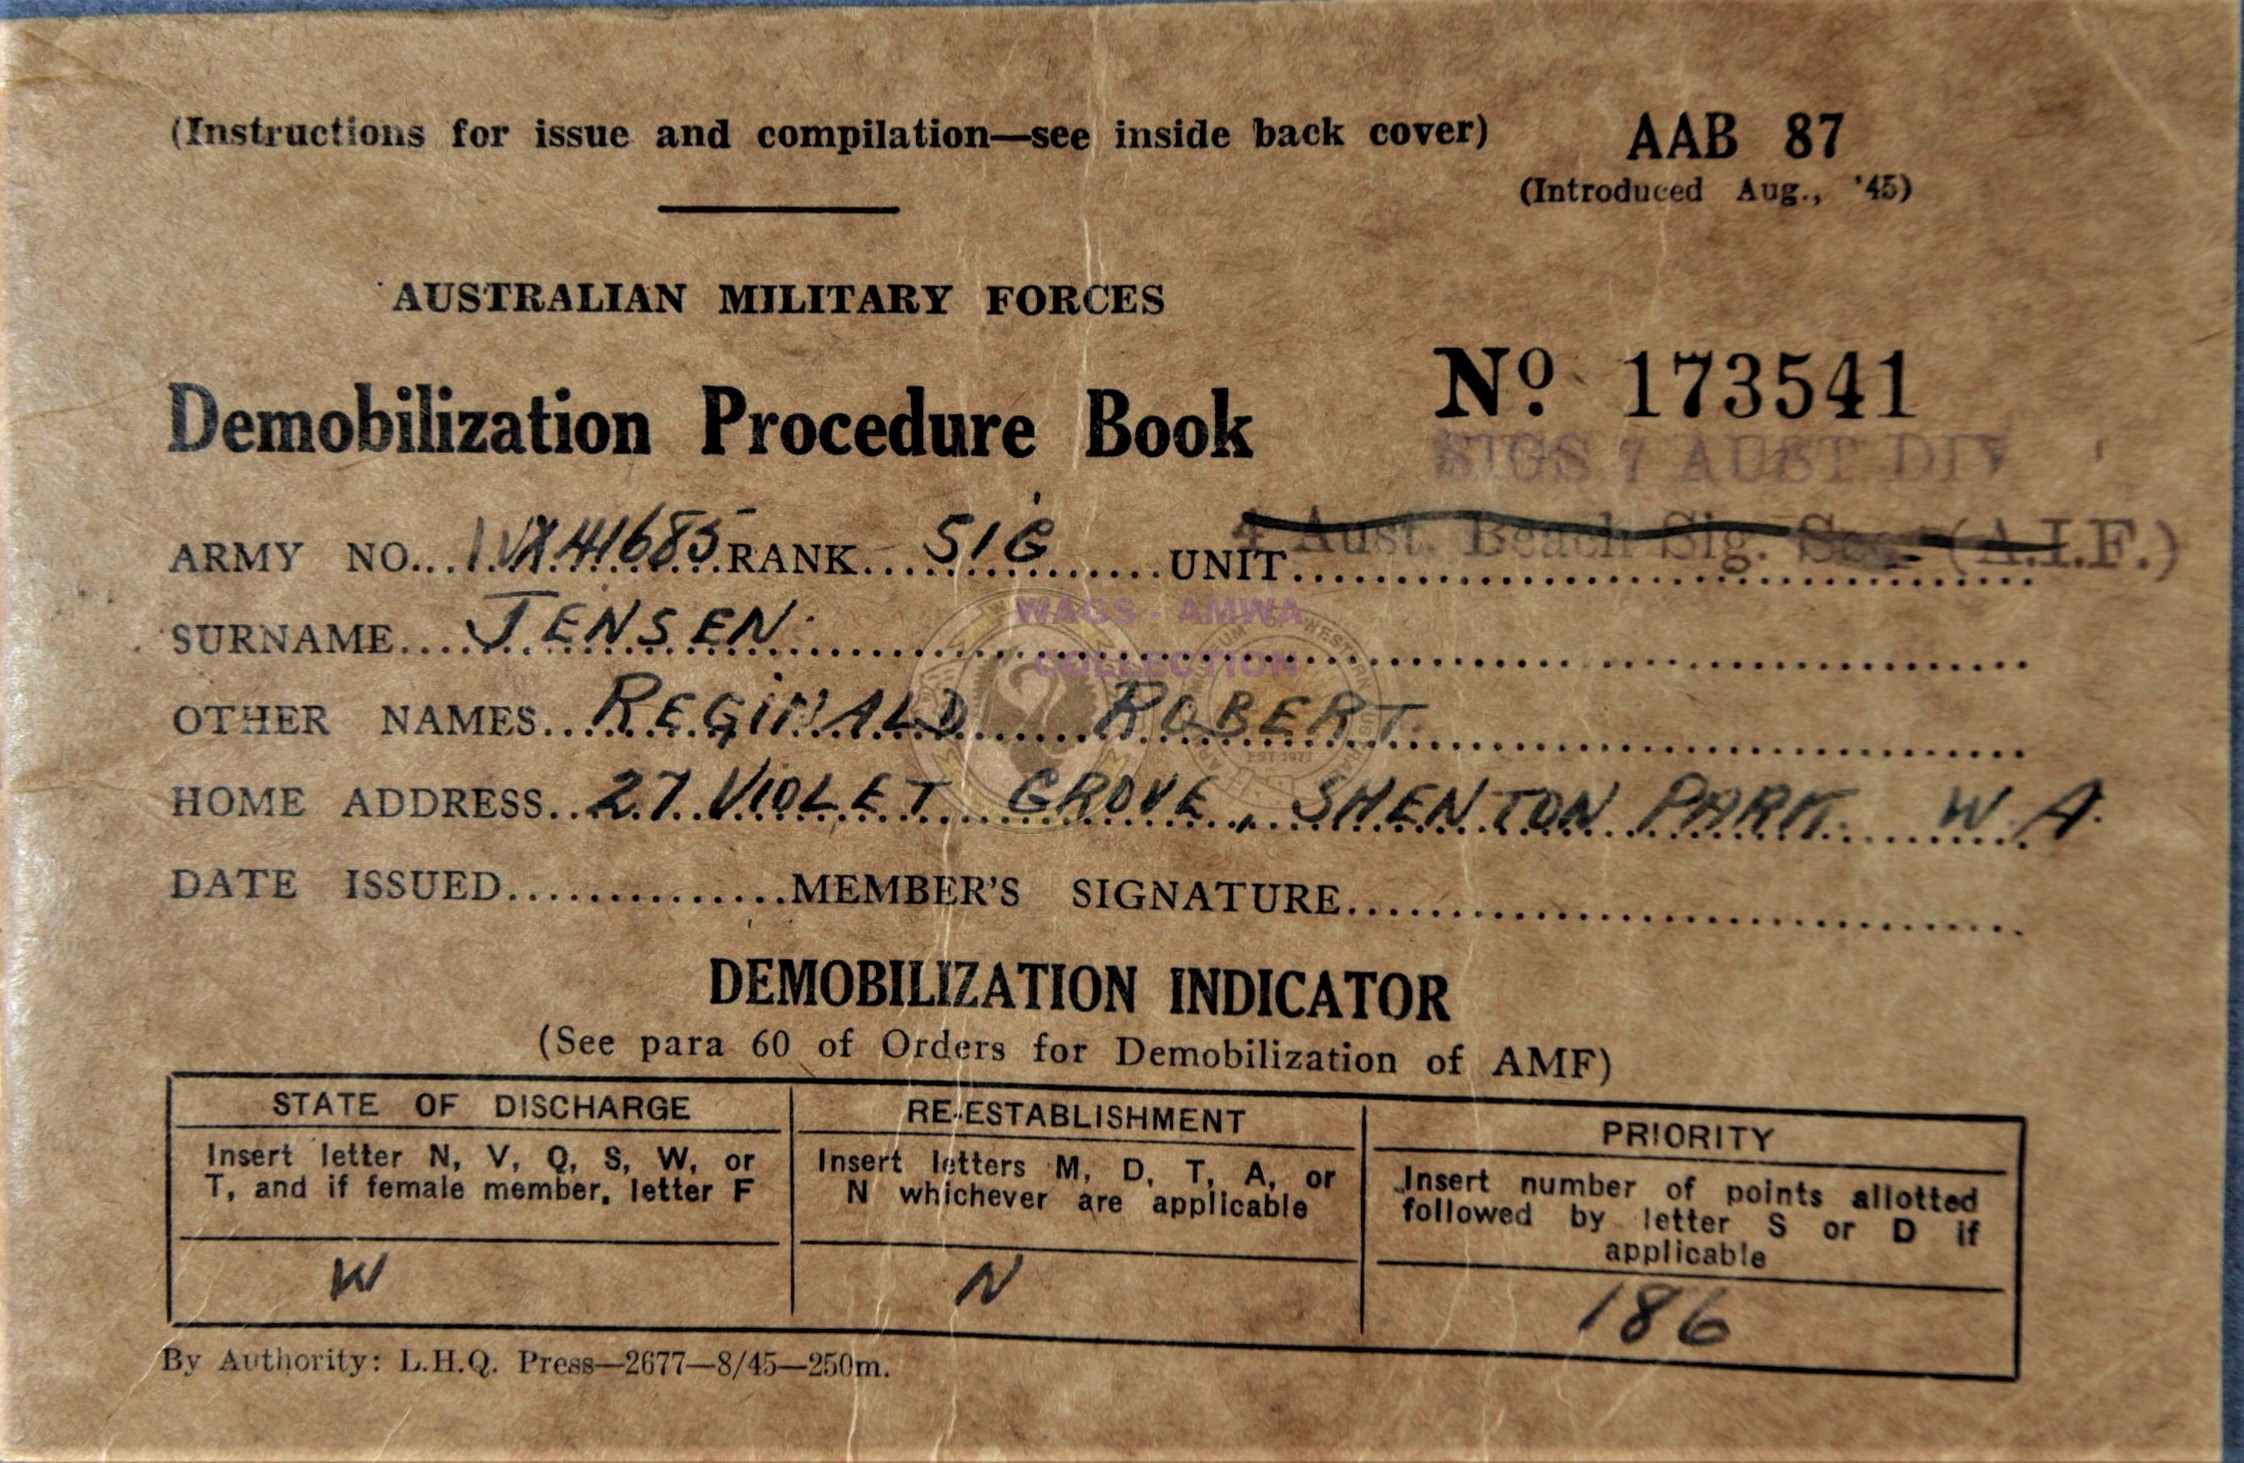 (Instructions for issue and compilation—see inside back cover)
AAB 87
(Introduced Aug., '45)
AUSTRALIAN MILITARY FORCES
Demobilization Procedure Book
No. 173541
SIGS 7 AUST DIV
ARMY NO... WX41685 RANK... SIG ...UNIT... 4 Aust. Beach Sig. Sec. (A.I.F.)
SURNAME... JENSEN
WAGS - AMWA
COLLECTION
OTHER NAMES... REGINALD ROBERT
HOME ADDRESS... 27 VIOLET GROVE, SHENTON PARK W.A.
DATE ISSUED...............MEMBER'S SIGNATURE...............
DEMOBILIZATION INDICATOR
(See para 60 of Orders for Demobilization of AMF)
STATE OF DISCHARGE
Insert letter N, V, Q, S, W, or
T, and if female member, letter F
W
RE-ESTABLISHMENT
Insert letters M, D, T, A, or
N whichever are applicable
N
PRIORITY
Insert number of points allotted
followed by letter S or D if
applicable
186
By Authority: L.H.Q. Press—2677—8/45—250m.